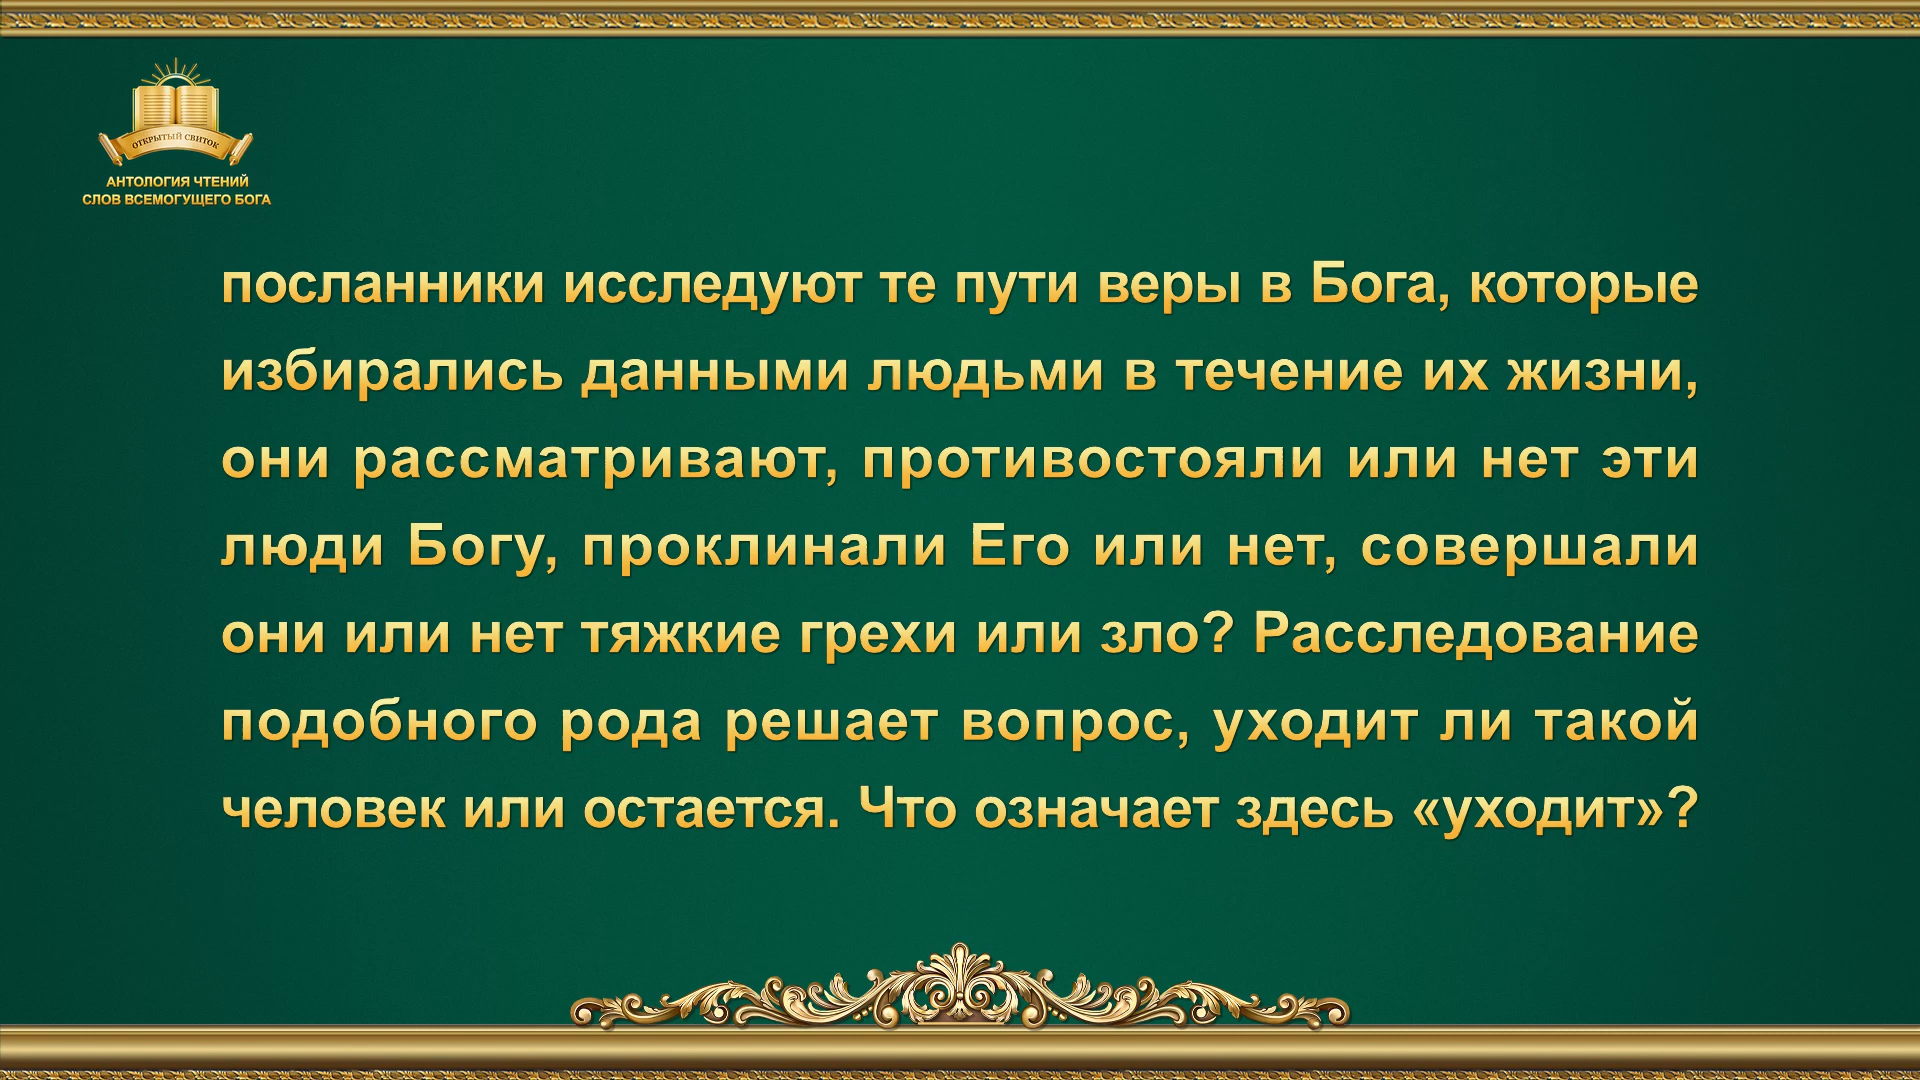 ОТКРЫТЫЙ СВИТОК
АНТОЛОГИЯ ЧТЕНИЙ
СЛОВ ВСЕМОГУЩЕГО БОГА
посланники исследуют те пути веры в Бога, которые
избирались данными людьми в течение их жизни,
они рассматривают, противостояли или нет эти
люди Богу, проклинали Его или нет, совершали
они или нет тяжкие грехи или зло? Расследование
подобного рода решает вопрос, уходит ли такой
человек или остается. Что означает здесь «уходит»?